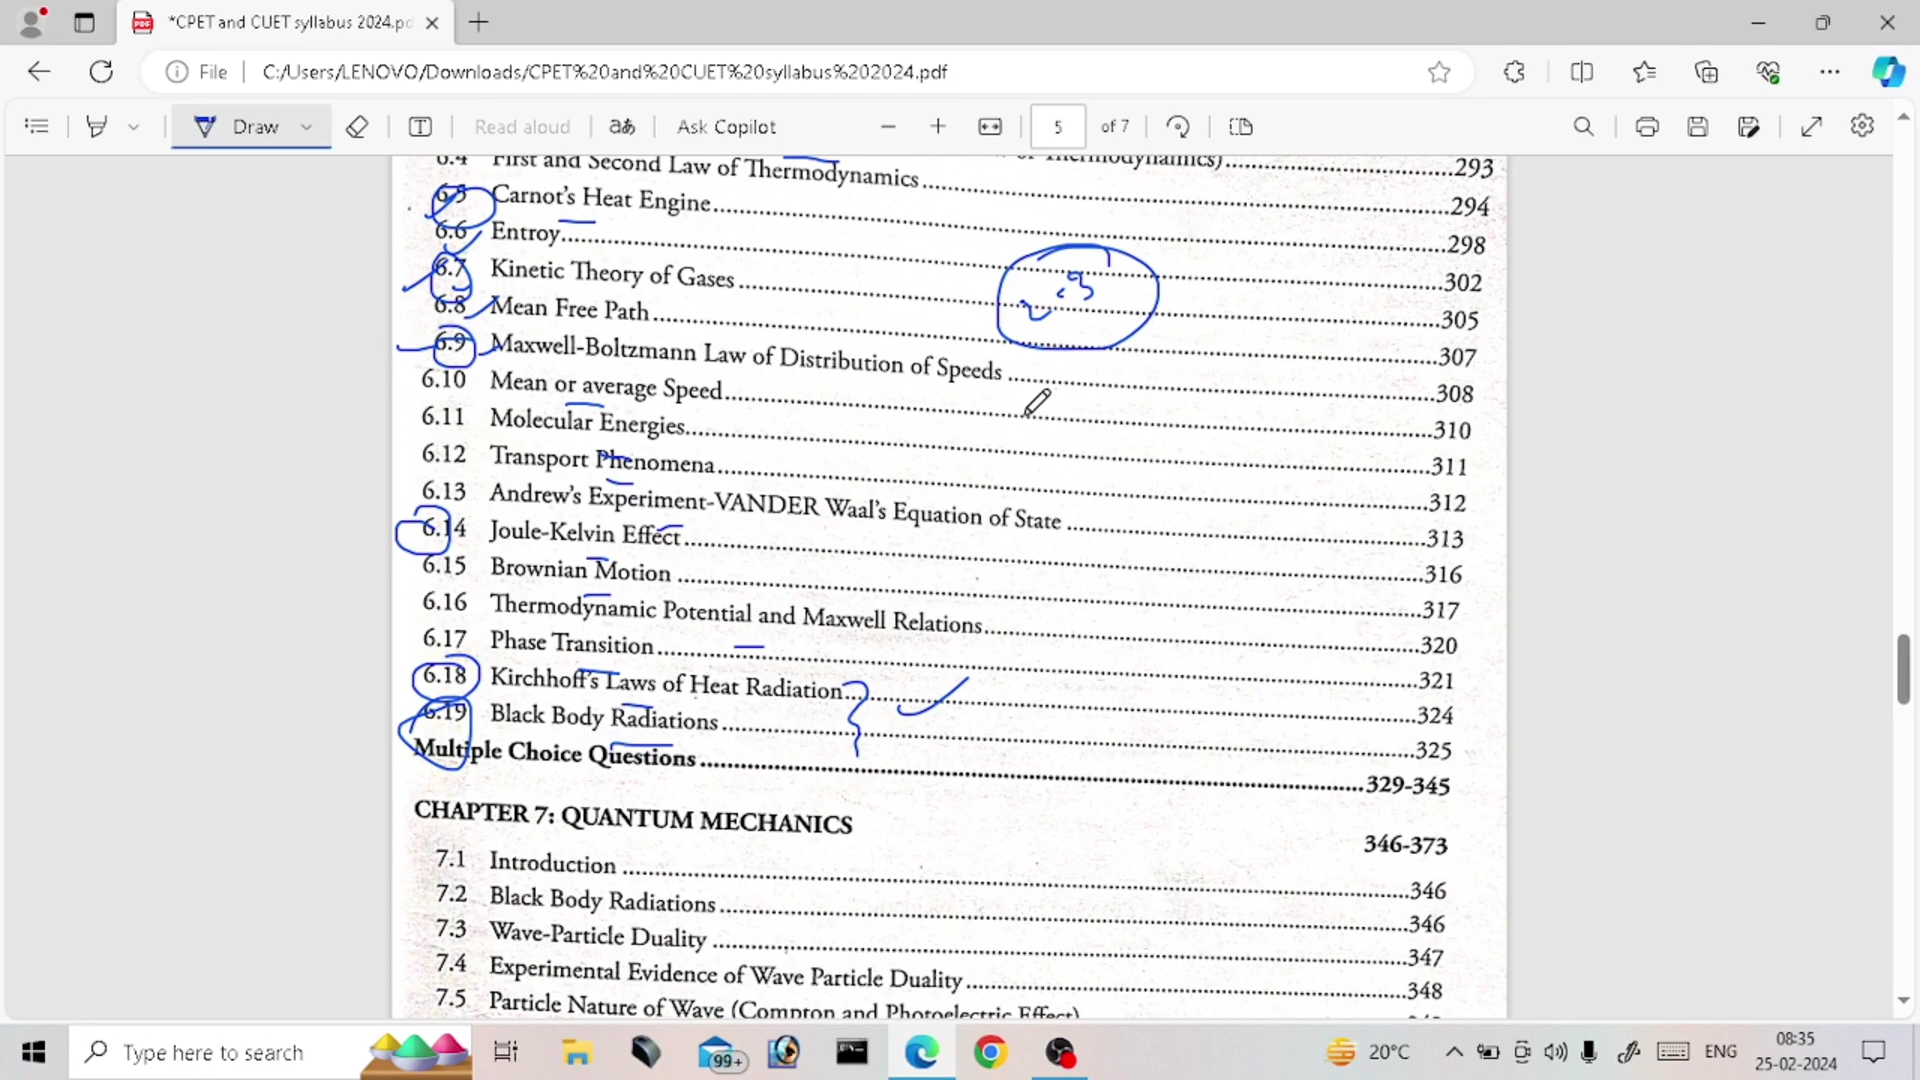 *CPET and CUET syllabus 2024.pd
File
C:/Users/LENOVO/Downloads/CPET%20and%20CUET%20syllabus%202024.pdf
Draw
Read aloud
Ask Copilot
5
of 7
6.4 First and Second Law of Thermodynamics
Thermodynamics)
293
6.5 Carnot's Heat Engine
294
6.6 Entroy
298
6.7 Kinetic Theory of Gases
302
6.8 Mean Free Path
305
6.9 Maxwell-Boltzmann Law of Distribution of Speeds
307
6.10 Mean or average Speed
308
6.11 Molecular Energies
310
6.12 Transport Phenomena
311
6.13 Andrew's Experiment-VANDER Waal's Equation of State
312
6.14 Joule-Kelvin Effect
313
6.15 Brownian Motion
316
6.16 Thermodynamic Potential and Maxwell Relations
317
6.17 Phase Transition
320
6.18 Kirchhoff's Laws of Heat Radiation
321
6.19 Black Body Radiations
324
325
Multiple Choice Questions
329-345
CHAPTER 7: QUANTUM MECHANICS
346-373
7.1 Introduction
346
7.2 Black Body Radiations
346
7.3 Wave-Particle Duality
347
7.4 Experimental Evidence of Wave Particle Duality
348
7.5 Particle Nature of Wave (Compton and Photoelectric Effect)
Type here to search
99+
20°C
ENG
08:35
25-02-2024